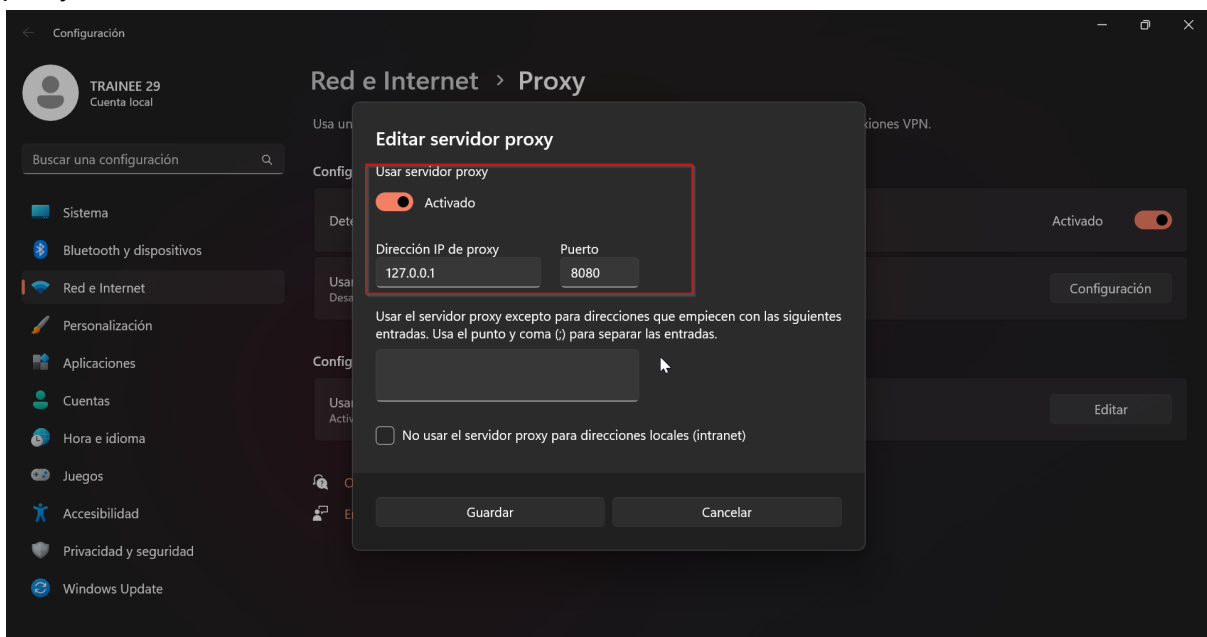 Configuración
TRAINEE 29
Cuenta local
Buscar una configuración
Sistema
Bluetooth y dispositivos
Red e Internet
Personalización
Aplicaciones
Cuentas
Hora e idioma
Juegos
Accesibilidad
Privacidad y seguridad
Windows Update
Red e Internet > Proxy
Usa un
ciones VPN.
Config
Dete
Activado
Usar
Desa
Configuración
Config
Usar
Activ
Editar
Editar servidor proxy
Usar servidor proxy
Activado
Dirección IP de proxy Puerto
127.0.0.1 8080
Usar el servidor proxy excepto para direcciones que empiecen con las siguientes
entradas. Usa el punto y coma (;) para separar las entradas.
No usar el servidor proxy para direcciones locales (intranet)
Guardar Cancelar